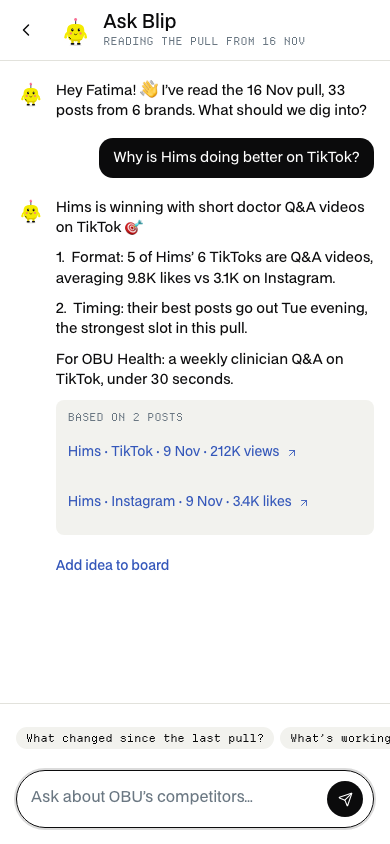 Ask Blip
READING THE PULL FROM 16 NOV
Hey Fatima! 👋 I've read the 16 Nov pull, 33
posts from 6 brands. What should we dig into?
Why is Hims doing better on TikTok?
Hims is winning with short doctor Q&A videos
on TikTok 🎯
1. Format: 5 of Hims' 6 TikToks are Q&A videos,
averaging 9.8K likes vs 3.1K on Instagram.
2. Timing: their best posts go out Tue evening,
the strongest slot in this pull.
For OBU Health: a weekly clinician Q&A on
TikTok, under 30 seconds.
BASED ON 2 POSTS
Hims · TikTok · 9 Nov · 212K views ↗
Hims · Instagram · 9 Nov · 3.4K likes ↗
Add idea to board
What changed since the last pull?
What's working
Ask about OBU's competitors...